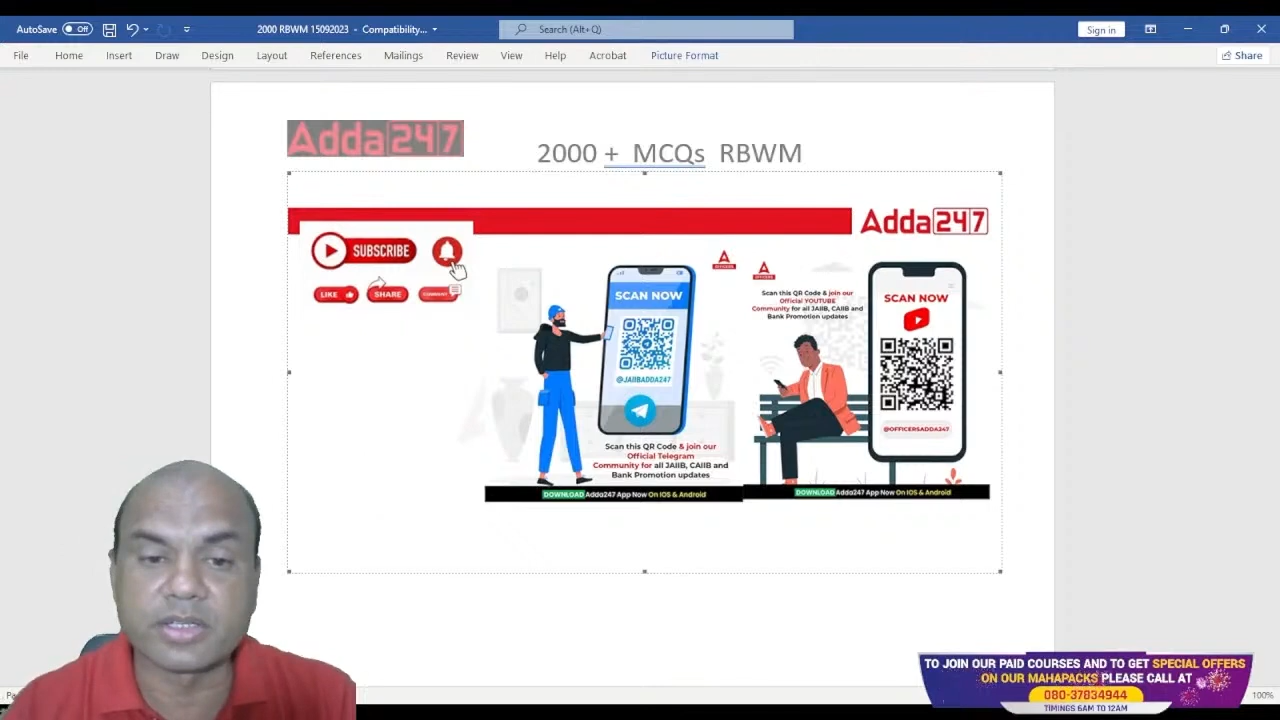 AutoSave Off
2000 RBWM 15092023 - Compatibility...
Search (Alt+Q)
Sign in
File Home Insert Draw Design Layout References Mailings Review View Help Acrobat Picture Format
Share
Adda247
2000 + MCQs RBWM
Adda247
SUBSCRIBE
LIKE
SHARE
COMMENT
SCAN NOW
@JAIIBADDA247
Scan this QR Code & join our
Official Telegram
Community for all JAIIB, CAIIB and
Bank Promotion updates
DOWNLOAD Adda247 App Now On IOS & Android
Scan this QR Code & join our
Official YOUTUBE
Community for all JAIIB, CAIIB and
Bank Promotion updates
SCAN NOW
@OFFICERSADDA247
DOWNLOAD Adda247 App Now On IOS & Android
TO JOIN OUR PAID COURSES AND TO GET SPECIAL OFFERS
ON OUR MAHAPACKS PLEASE CALL AT
080-37834944
TIMINGS 6AM TO 12AM
100%